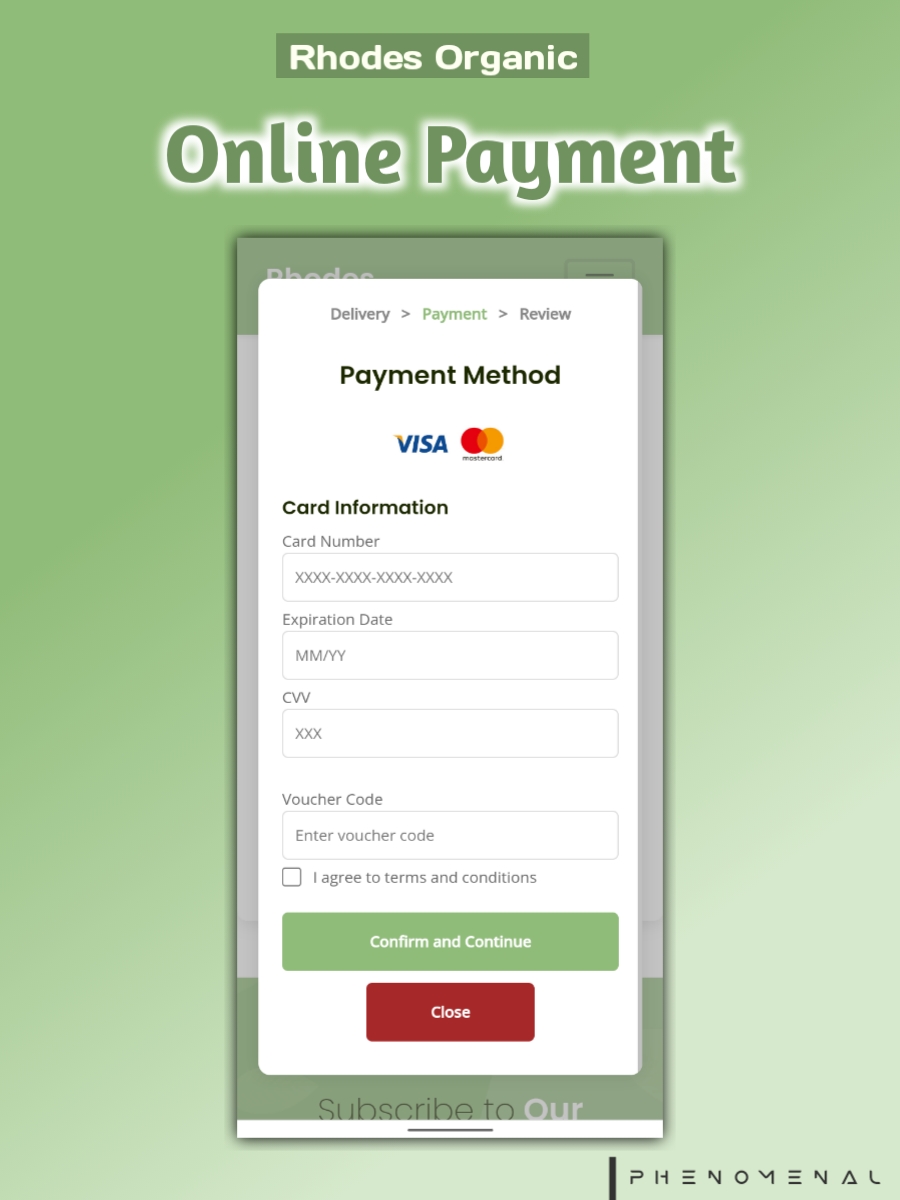 Rhodes Organic
Online Payment
Rhodes
Delivery > Payment > Review
Payment Method
VISA mastercard
Card Information
Card Number
XXXX-XXXX-XXXX-XXXX
Expiration Date
MM/YY
CVV
XXX
Voucher Code
Enter voucher code
I agree to terms and conditions
Confirm and Continue
Close
Subscribe to Our
PHENOMENAL